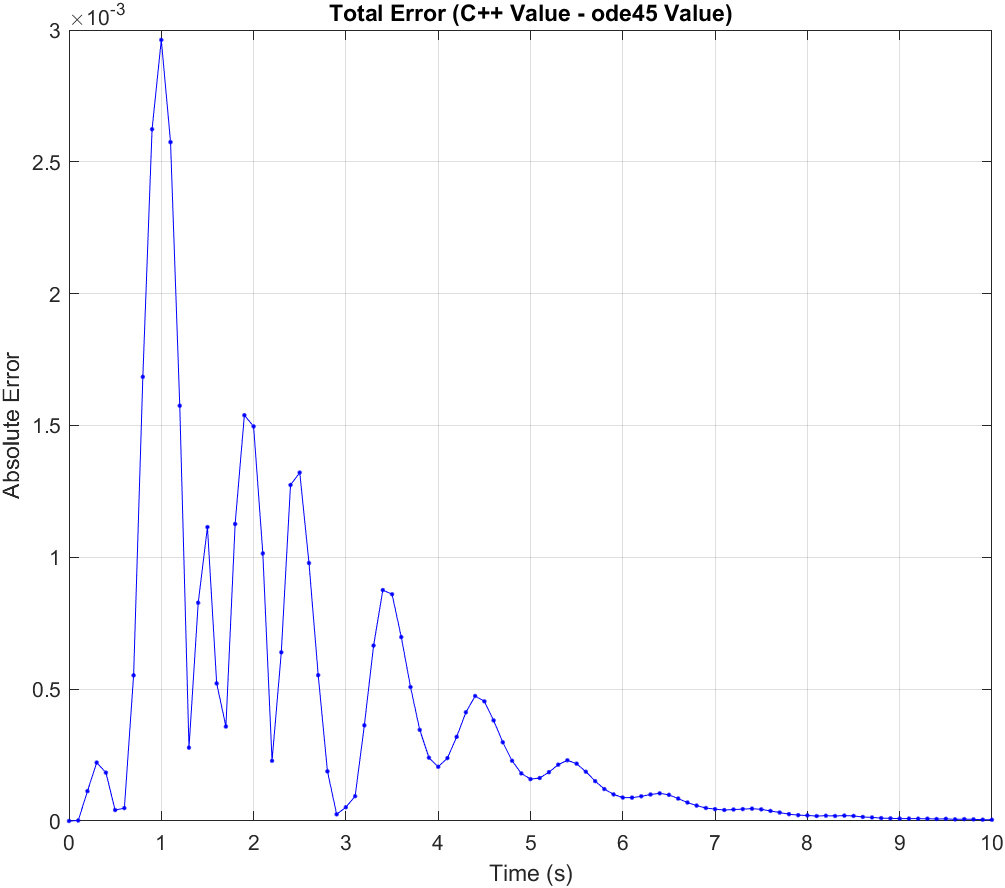 Total Error (C++ Value - ode45 Value)
×10⁻³
3
2.5
2
1.5
1
0.5
0
Absolute Error
0 1 2 3 4 5 6 7 8 9 10
Time (s)